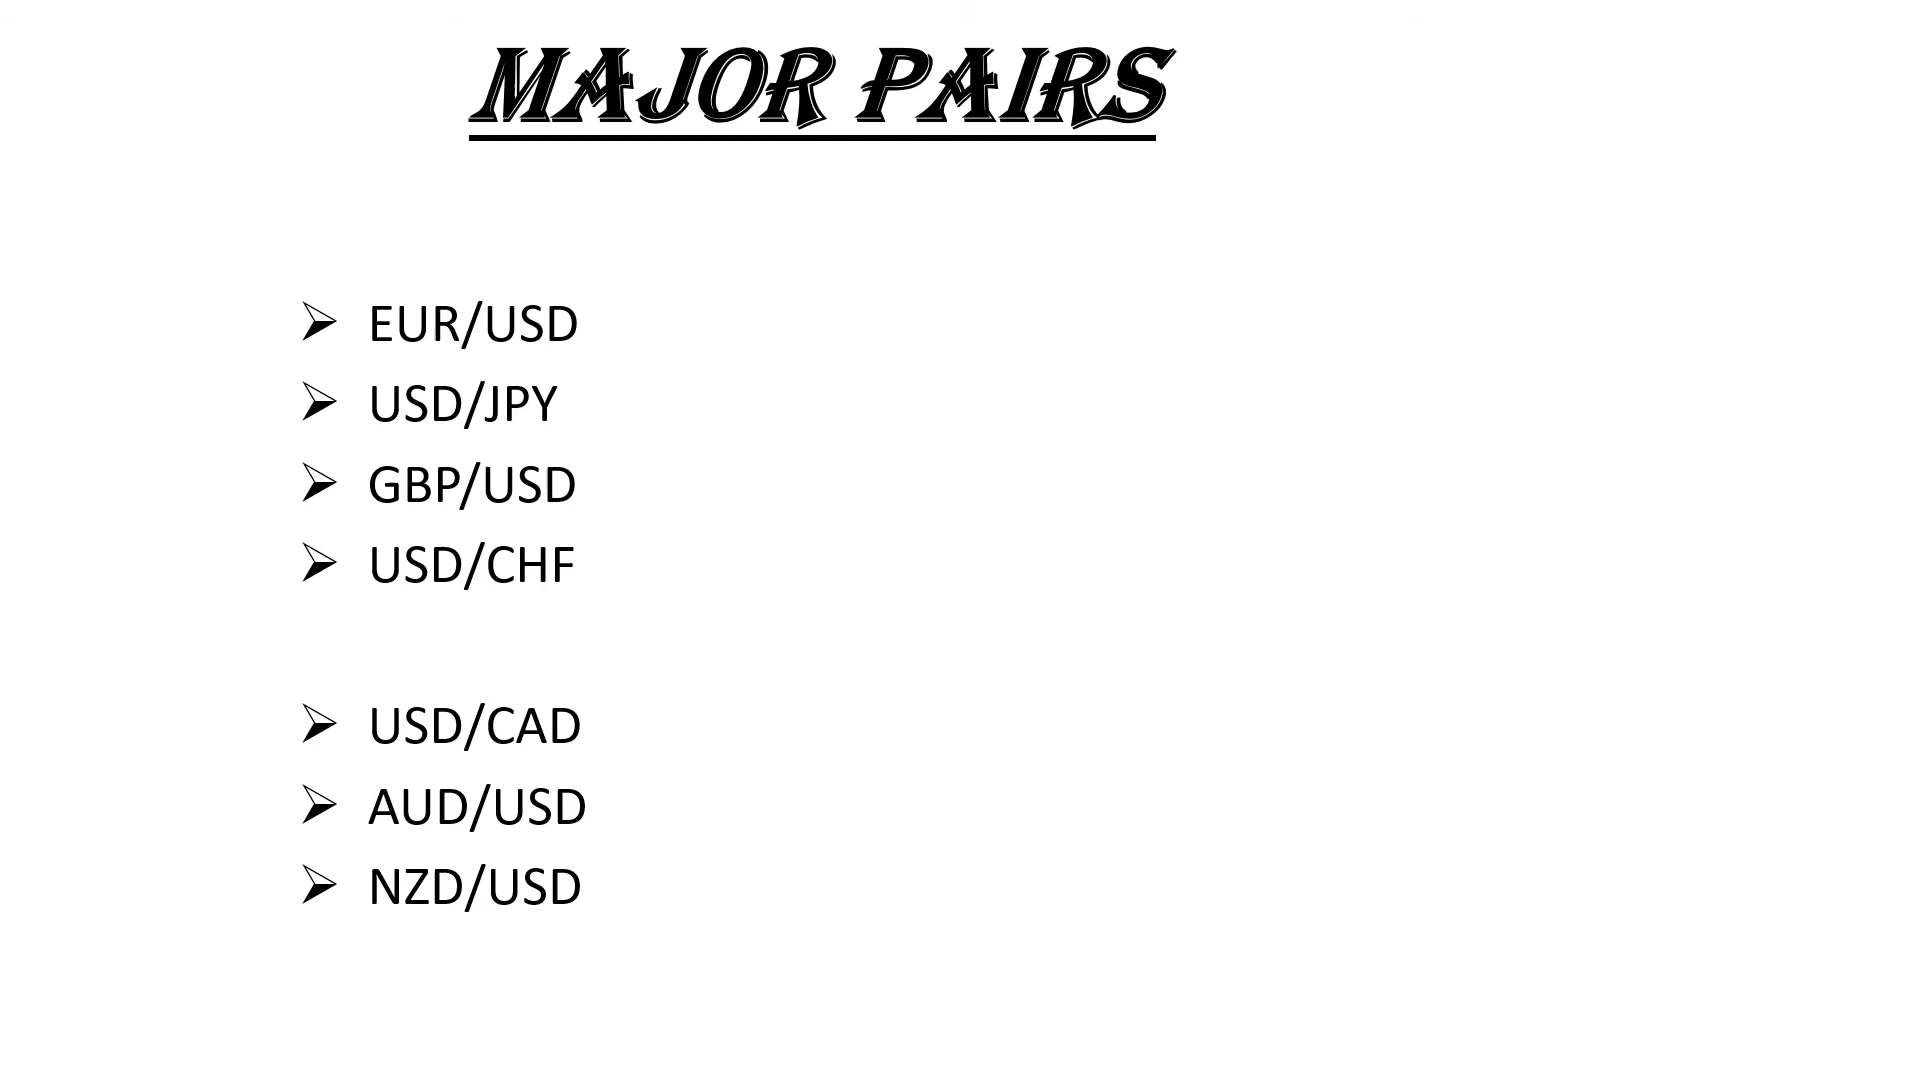 MAJOR PAIRS
➢ EUR/USD
➢ USD/JPY
➢ GBP/USD
➢ USD/CHF
➢ USD/CAD
➢ AUD/USD
➢ NZD/USD